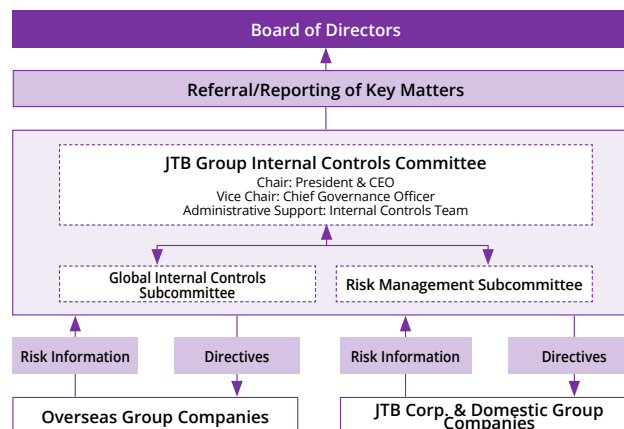 Board of Directors
Referral/Reporting of Key Matters
JTB Group Internal Controls Committee
Chair: President & CEO
Vice Chair: Chief Governance Officer
Administrative Support: Internal Controls Team
Global Internal Controls
Subcommittee
Risk Management Subcommittee
Risk Information
Directives
Risk Information
Directives
Overseas Group Companies
JTB Corp. & Domestic Group
Companies